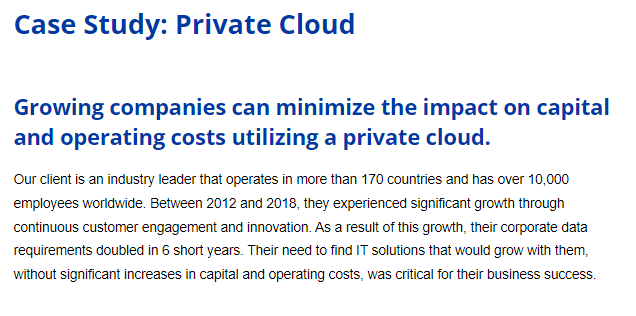 Case Study: Private Cloud
Growing companies can minimize the impact on capital
and operating costs utilizing a private cloud.
Our client is an industry leader that operates in more than 170 countries and has over 10,000
employees worldwide. Between 2012 and 2018, they experienced significant growth through
continuous customer engagement and innovation. As a result of this growth, their corporate data
requirements doubled in 6 short years. Their need to find IT solutions that would grow with them,
without significant increases in capital and operating costs, was critical for their business success.